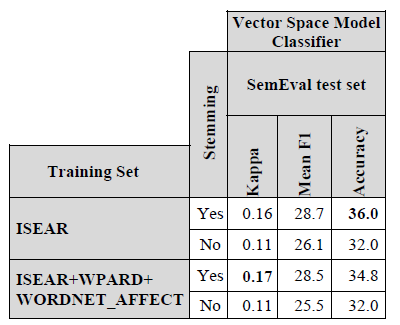 Vector Space Model
Classifier
SemEval test set
Training Set
Stemming
Kappa
Mean F1
Accuracy
ISEAR
Yes 0.16 28.7 36.0
No 0.11 26.1 32.0
ISEAR+WPARD+
WORDNET_AFFECT
Yes 0.17 28.5 34.8
No 0.11 25.5 32.0